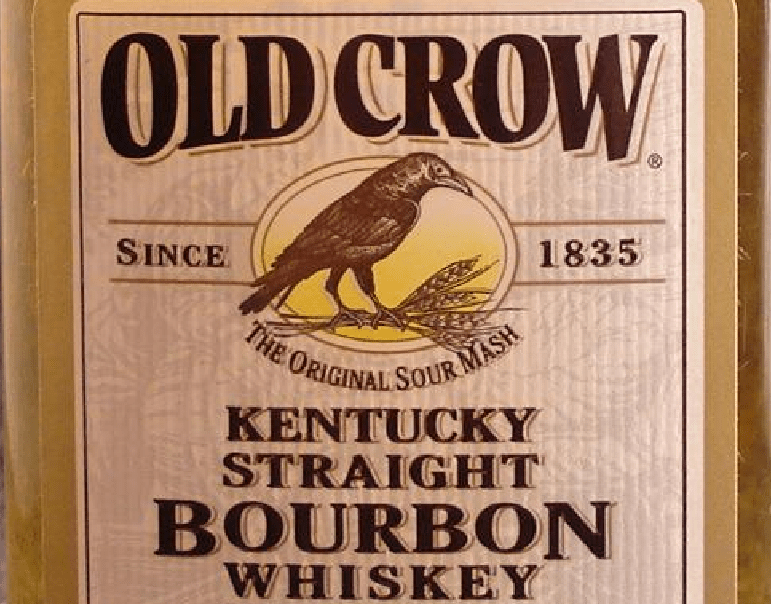 OLD CROW
®
SINCE 1835
THE ORIGINAL SOUR MASH
KENTUCKY
STRAIGHT
BOURBON
WHISKEY